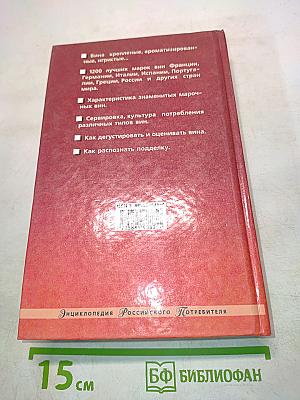 Вина крепленые, ароматизирован-
ные, игристые...
1200 лучших марок вин Франции,
Германии, Италии, Испании, Португа-
лии, Греции, России и других стран
мира.
Характеристика знаменитых мароч-
ных вин.
Сервировка, культура потребления
различных типов вин.
Как дегустировать и оценивать вина.
Как распознать подделку.
Энциклопедия Российского Потребителя
15 см
БФ БИБЛИОФАН